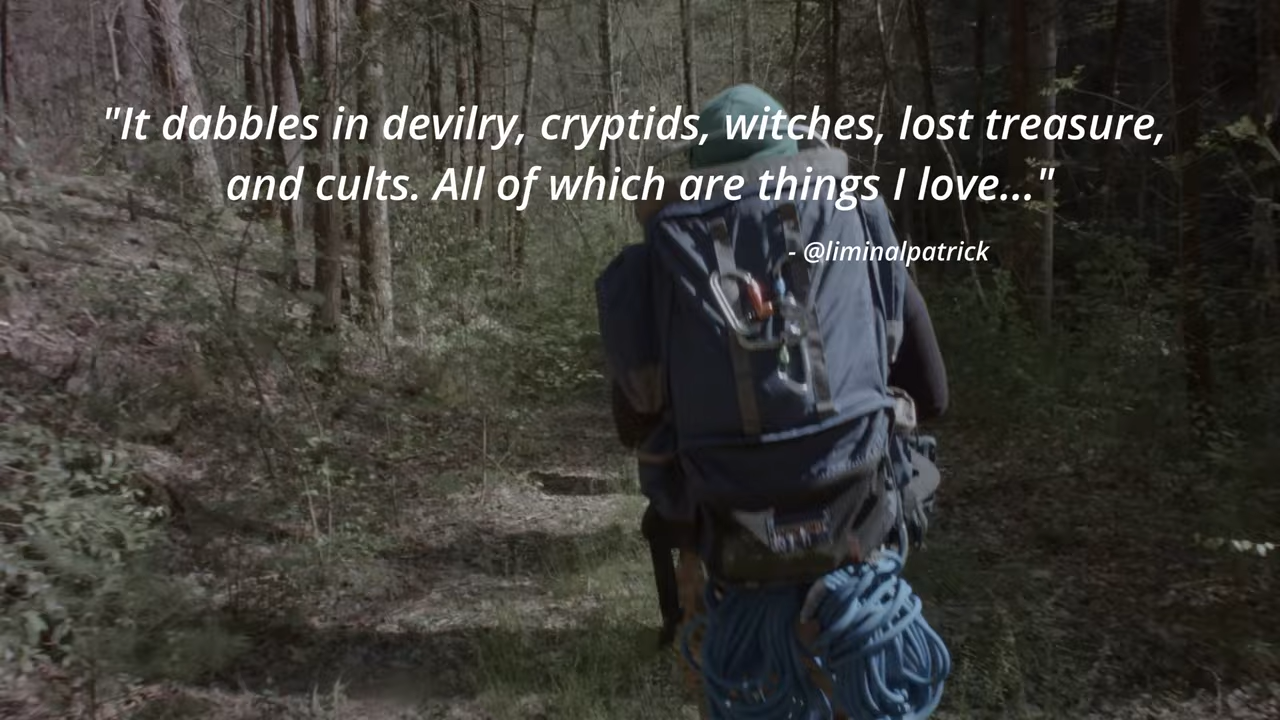 "It dabbles in devilry, cryptids, witches, lost treasure,
and cults. All of which are things I love..."
- @liminalpatrick